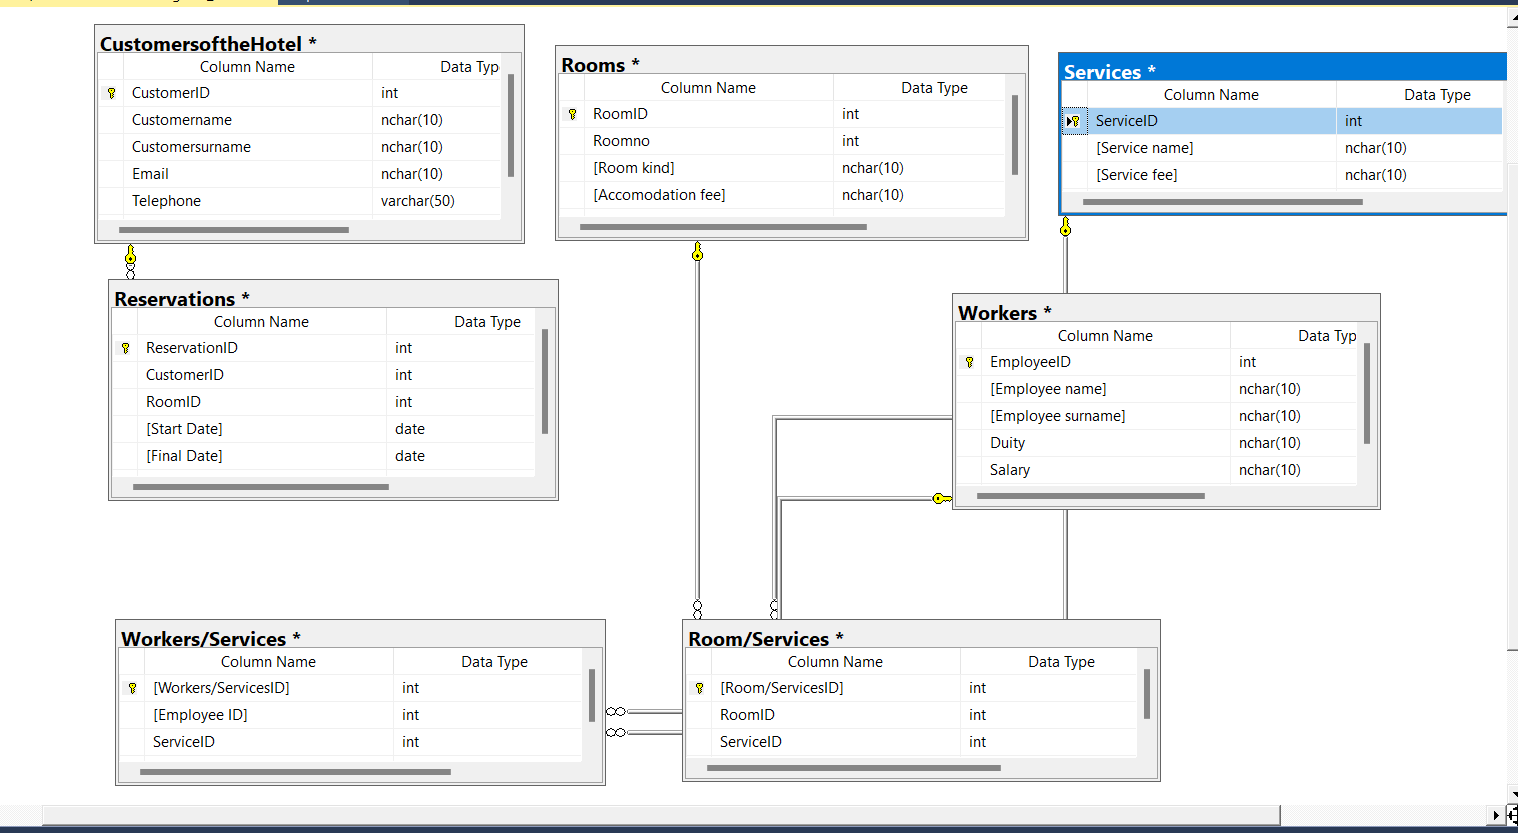 CustomersoftheHotel *
Column Name Data Typ
CustomerID int
Customername nchar(10)
Customersurname nchar(10)
Email nchar(10)
Telephone varchar(50)
Rooms *
Column Name Data Type
RoomID int
Roomno int
[Room kind] nchar(10)
[Accomodation fee] nchar(10)
Services *
Column Name Data Type
ServiceID int
[Service name] nchar(10)
[Service fee] nchar(10)
Reservations *
Column Name Data Type
ReservationID int
CustomerID int
RoomID int
[Start Date] date
[Final Date] date
Workers *
Column Name Data Typ
EmployeeID int
[Employee name] nchar(10)
[Employee surname] nchar(10)
Duity nchar(10)
Salary nchar(10)
Workers/Services *
Column Name Data Type
[Workers/ServicesID] int
[Employee ID] int
ServiceID int
Room/Services *
Column Name Data Type
[Room/ServicesID] int
RoomID int
ServiceID int